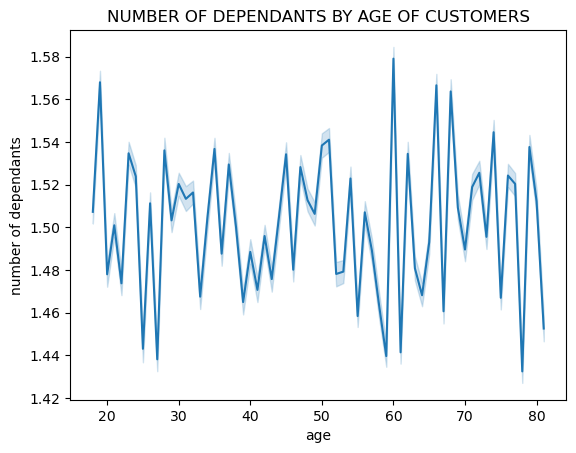 NUMBER OF DEPENDANTS BY AGE OF CUSTOMERS
1.58
1.56
1.54
1.52
1.50
1.48
1.46
1.44
1.42
number of dependants
20 30 40 50 60 70 80
age